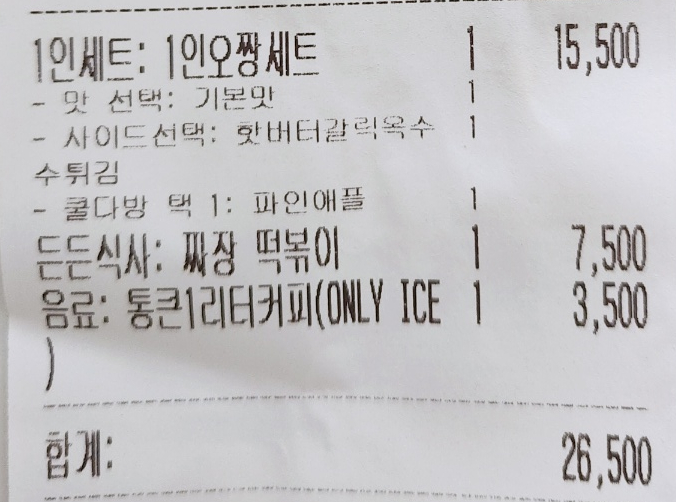 1인세트: 1인오짱세트 1 15,500
- 맛 선택: 기본맛 1
- 사이드선택: 핫버터갈릭옥수 1
수튀김
- 쿨다방 택 1: 파인애플 1
든든식사: 짜장 떡볶이 1 7,500
음료: 통큰1리터커피(ONLY ICE 1 3,500
)
합계: 26,500